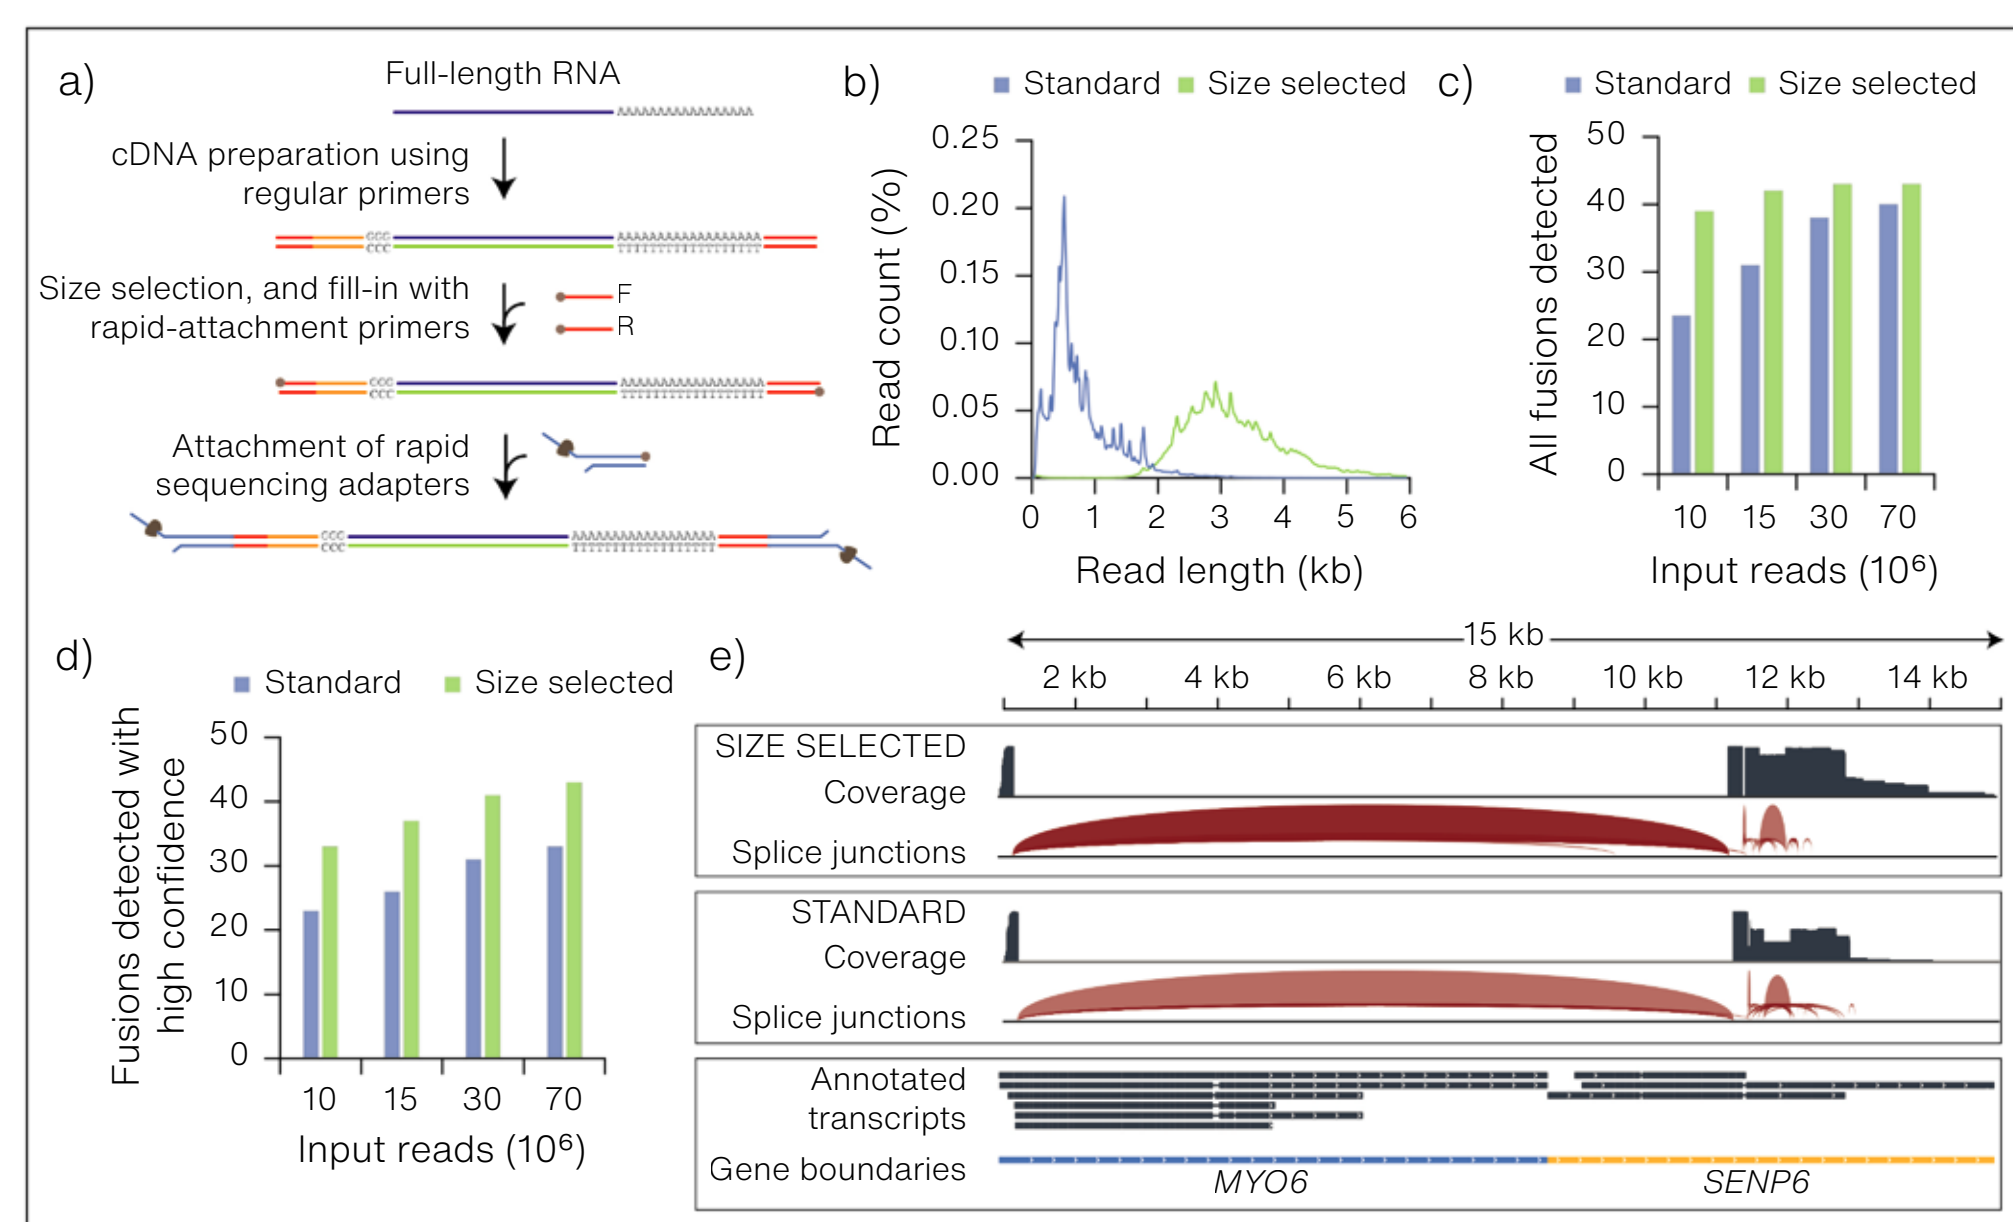 a)
Full-length RNA
AAAAAAAAAAAAAAAAA
cDNA preparation using
regular primers
Size selection, and fill-in with
rapid-attachment primers
F
R
CCC
CCC
Attachment of rapid
sequencing adapters
CCC
CCC
b)
Standard
Size selected
Read count (%)
0.25
0.20
0.15
0.10
0.05
0.00
0 1 2 3 4 5 6
Read length (kb)
c)
Standard
Size selected
All fusions detected
50
40
30
20
10
0
10 15 30 70
Input reads (10⁶)
d)
Standard
Size selected
Fusions detected with
high confidence
50
40
30
20
10
0
10 15 30 70
Input reads (10⁶)
e)
15 kb
2 kb 4 kb 6 kb 8 kb 10 kb 12 kb 14 kb
SIZE SELECTED
Coverage
Splice junctions
STANDARD
Coverage
Splice junctions
Annotated
transcripts
Gene boundaries
MYO6
SENP6